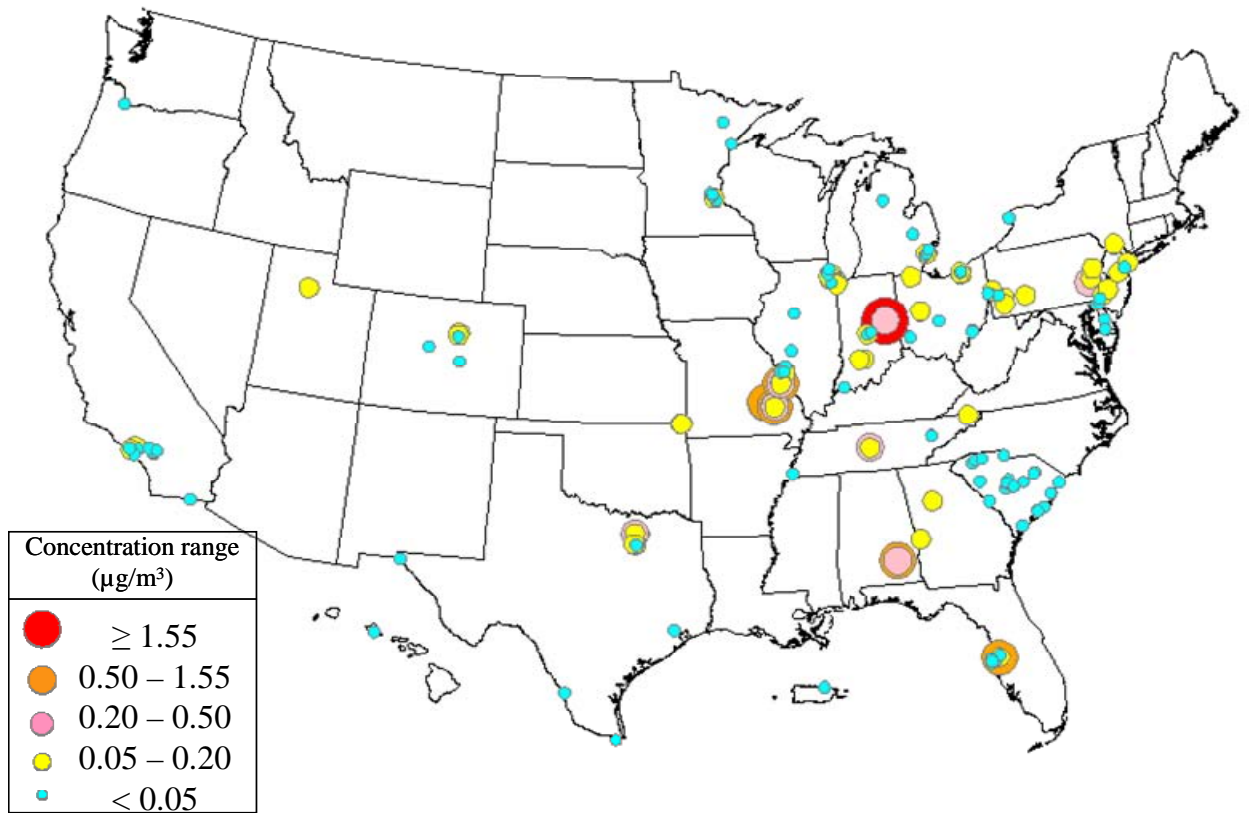 Concentration range
(µg/m³)
≥ 1.55
0.50 – 1.55
0.20 – 0.50
0.05 – 0.20
< 0.05